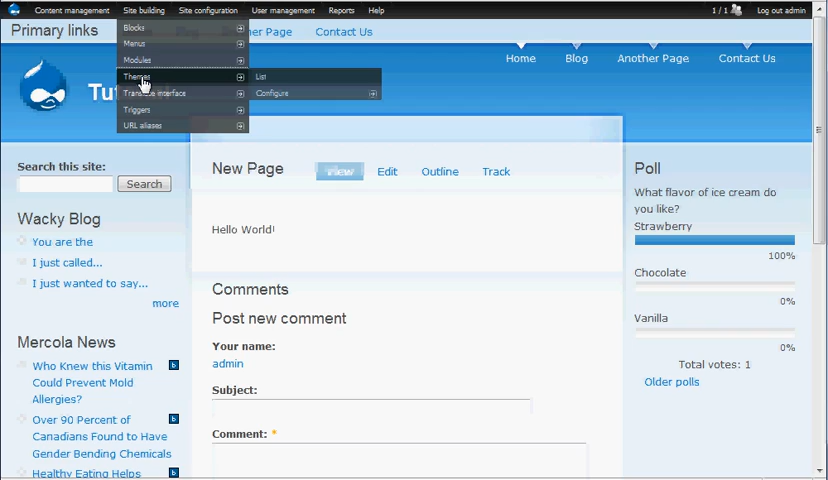 Content management Site building Site configuration User management Reports Help 1 / 1 Log out admin
Primary links Page Contact Us
Blocks
Menus
Modules
Themes List
Configure
Triggers
URL aliases
Home Blog Another Page Contact Us
Search this site:
Search
Wacky Blog
You are the
I just called...
I just wanted to say...
more
Mercola News
Who Knew this Vitamin
Could Prevent Mold
Allergies?
Over 90 Percent of
Canadians Found to Have
Gender Bending Chemicals
Healthy Eating Helps
New Page View Edit Outline Track
Hello World!
Comments
Post new comment
Your name:
admin
Subject:
Comment: *
Poll
What flavor of ice cream do
you like?
Strawberry
100%
Chocolate
0%
Vanilla
0%
Total votes: 1
Older polls